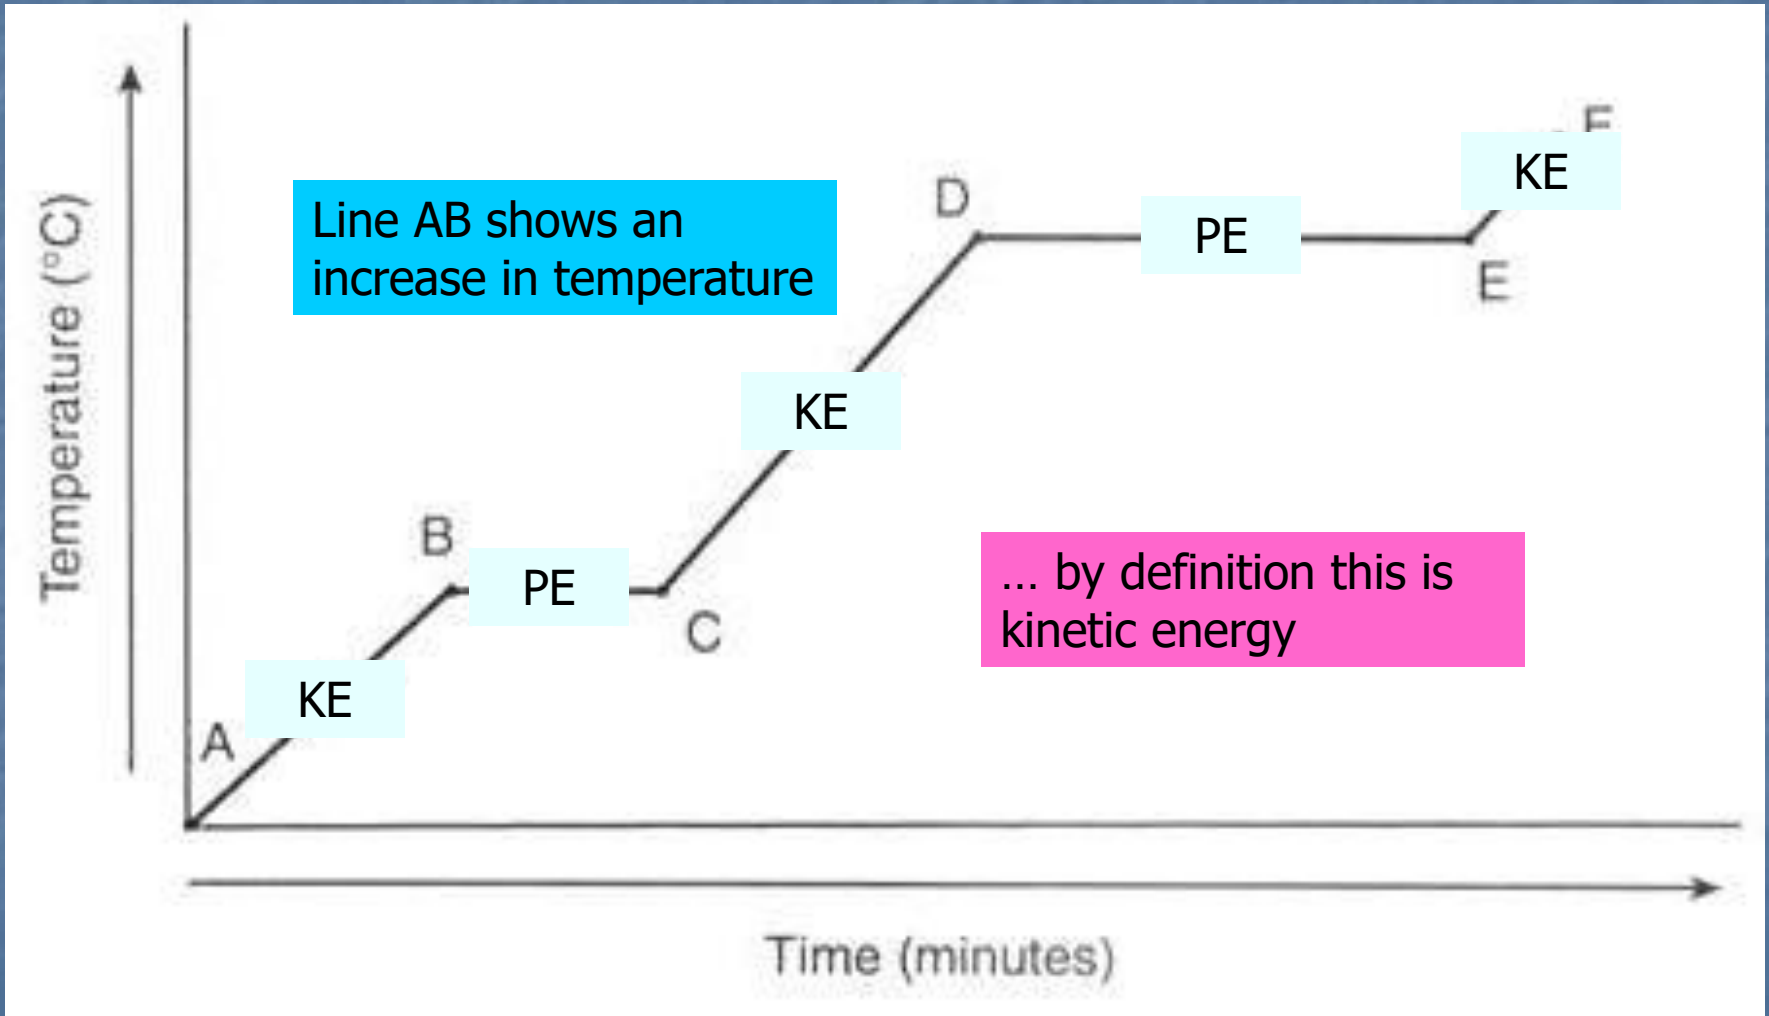 F
KE
D
Line AB shows an
increase in temperature
PE
E
Temperature (°C)
KE
B
PE
… by definition this is
kinetic energy
C
KE
A
Time (minutes)